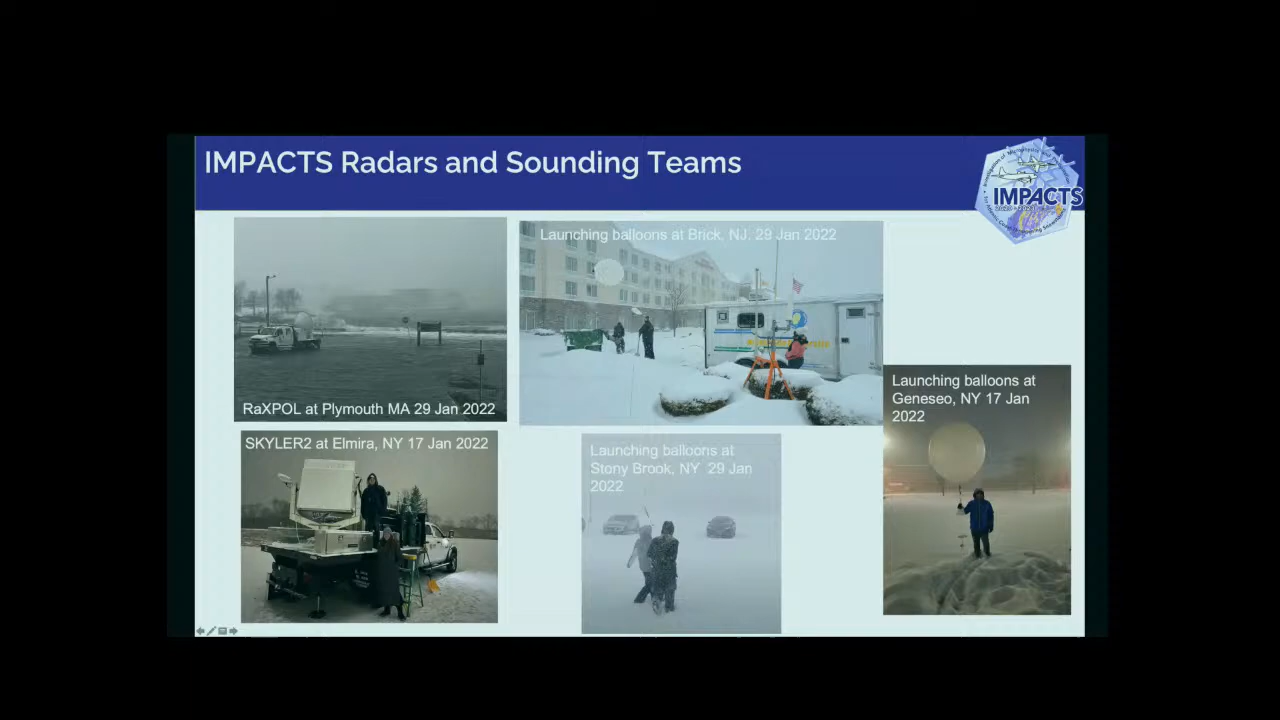 IMPACTS Radars and Sounding Teams
IMPACTS
Launching balloons at Brick, NJ. 29 Jan 2022
RaXPOL at Plymouth MA 29 Jan 2022
Launching balloons at
Geneseo, NY 17 Jan
2022
SKYLER2 at Elmira, NY 17 Jan 2022
Launching balloons at
Stony Brook, NY 29 Jan
2022